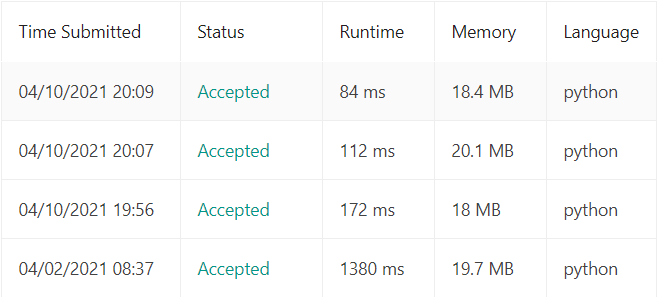 Time Submitted Status Runtime Memory Language
04/10/2021 20:09 Accepted 84 ms 18.4 MB python
04/10/2021 20:07 Accepted 112 ms 20.1 MB python
04/10/2021 19:56 Accepted 172 ms 18 MB python
04/02/2021 08:37 Accepted 1380 ms 19.7 MB python